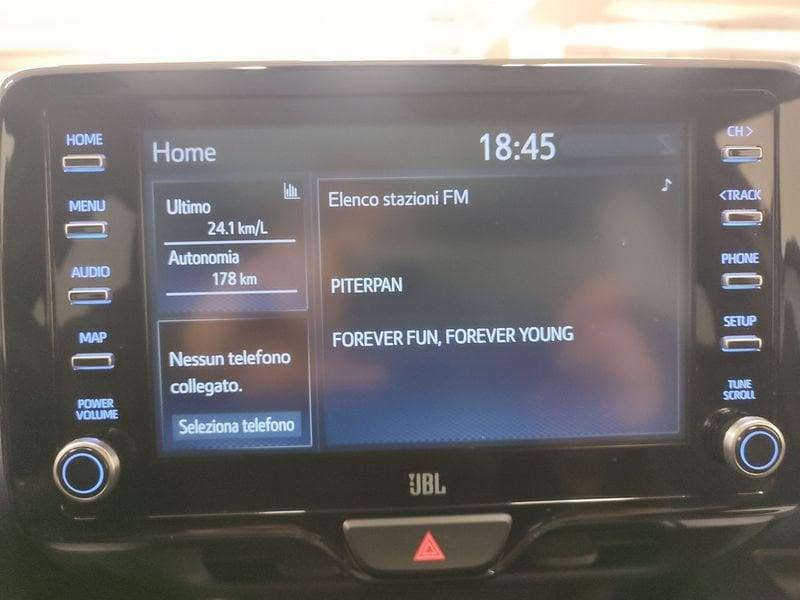 HOME
MENU
AUDIO
MAP
POWER
VOLUME
Home
18:45
Ultimo
24.1 km/L
Autonomia
178 km
Nessun telefono
collegato.
Seleziona telefono
Elenco stazioni FM
PITERPAN
FOREVER FUN, FOREVER YOUNG
CH >
<TRACK
PHONE
SETUP
TUNE
SCROLL
JBL